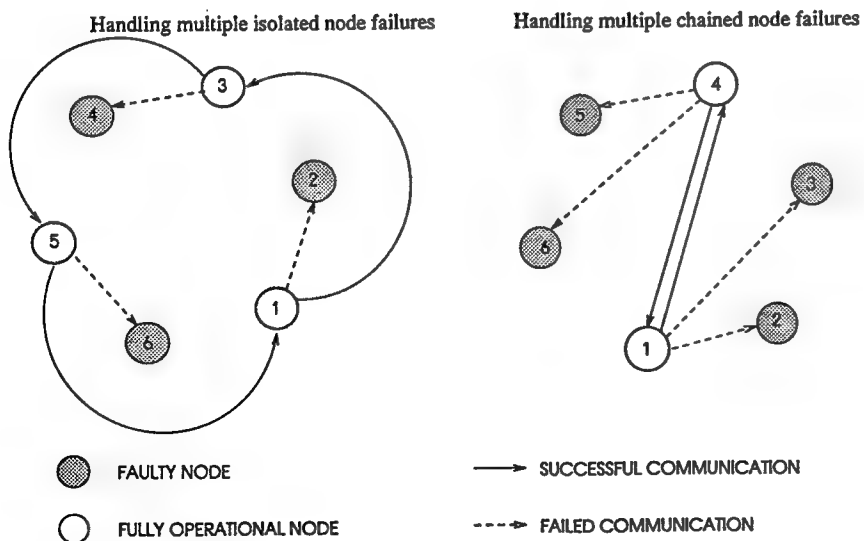 Handling multiple isolated node failures
Handling multiple chained node failures
3
4
2
5
1
6
4
5
3
6
2
1
FAULTY NODE
SUCCESSFUL COMMUNICATION
FULLY OPERATIONAL NODE
FAILED COMMUNICATION